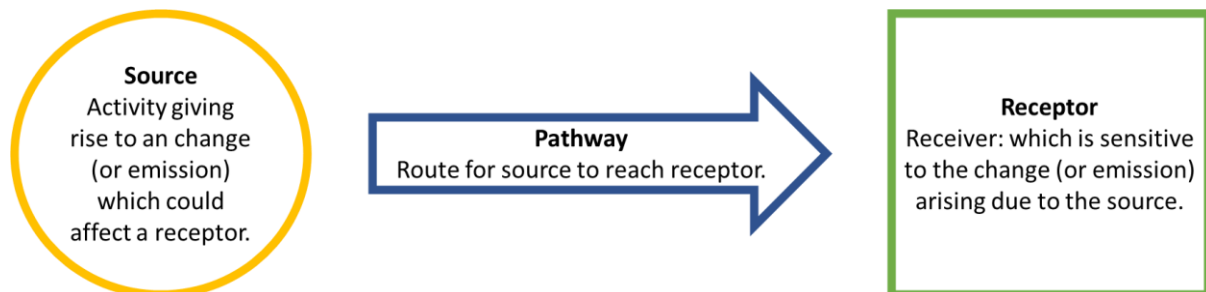 Source
Activity giving
rise to an change
(or emission)
which could
affect a receptor.
Pathway
Route for source to reach receptor.
Receptor
Receiver: which is sensitive
to the change (or emission)
arising due to the source.